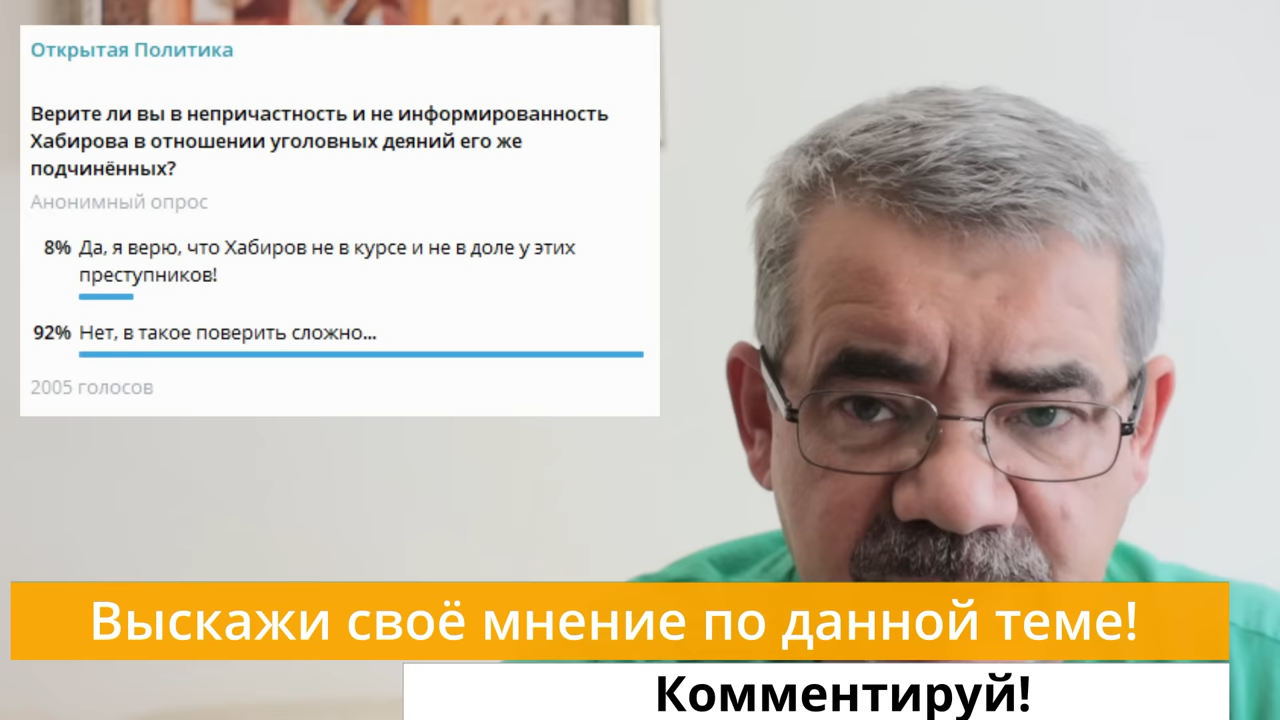 Открытая Политика
Верите ли вы в непричастность и не информированность
Хабирова в отношении уголовных деяний его же
подчинённых?
Анонимный опрос
8% Да, я верю, что Хабиров не в курсе и не в доле у этих
преступников!
92% Нет, в такое поверить сложно...
2005 голосов
Выскажи своё мнение по данной теме!
Комментируй!